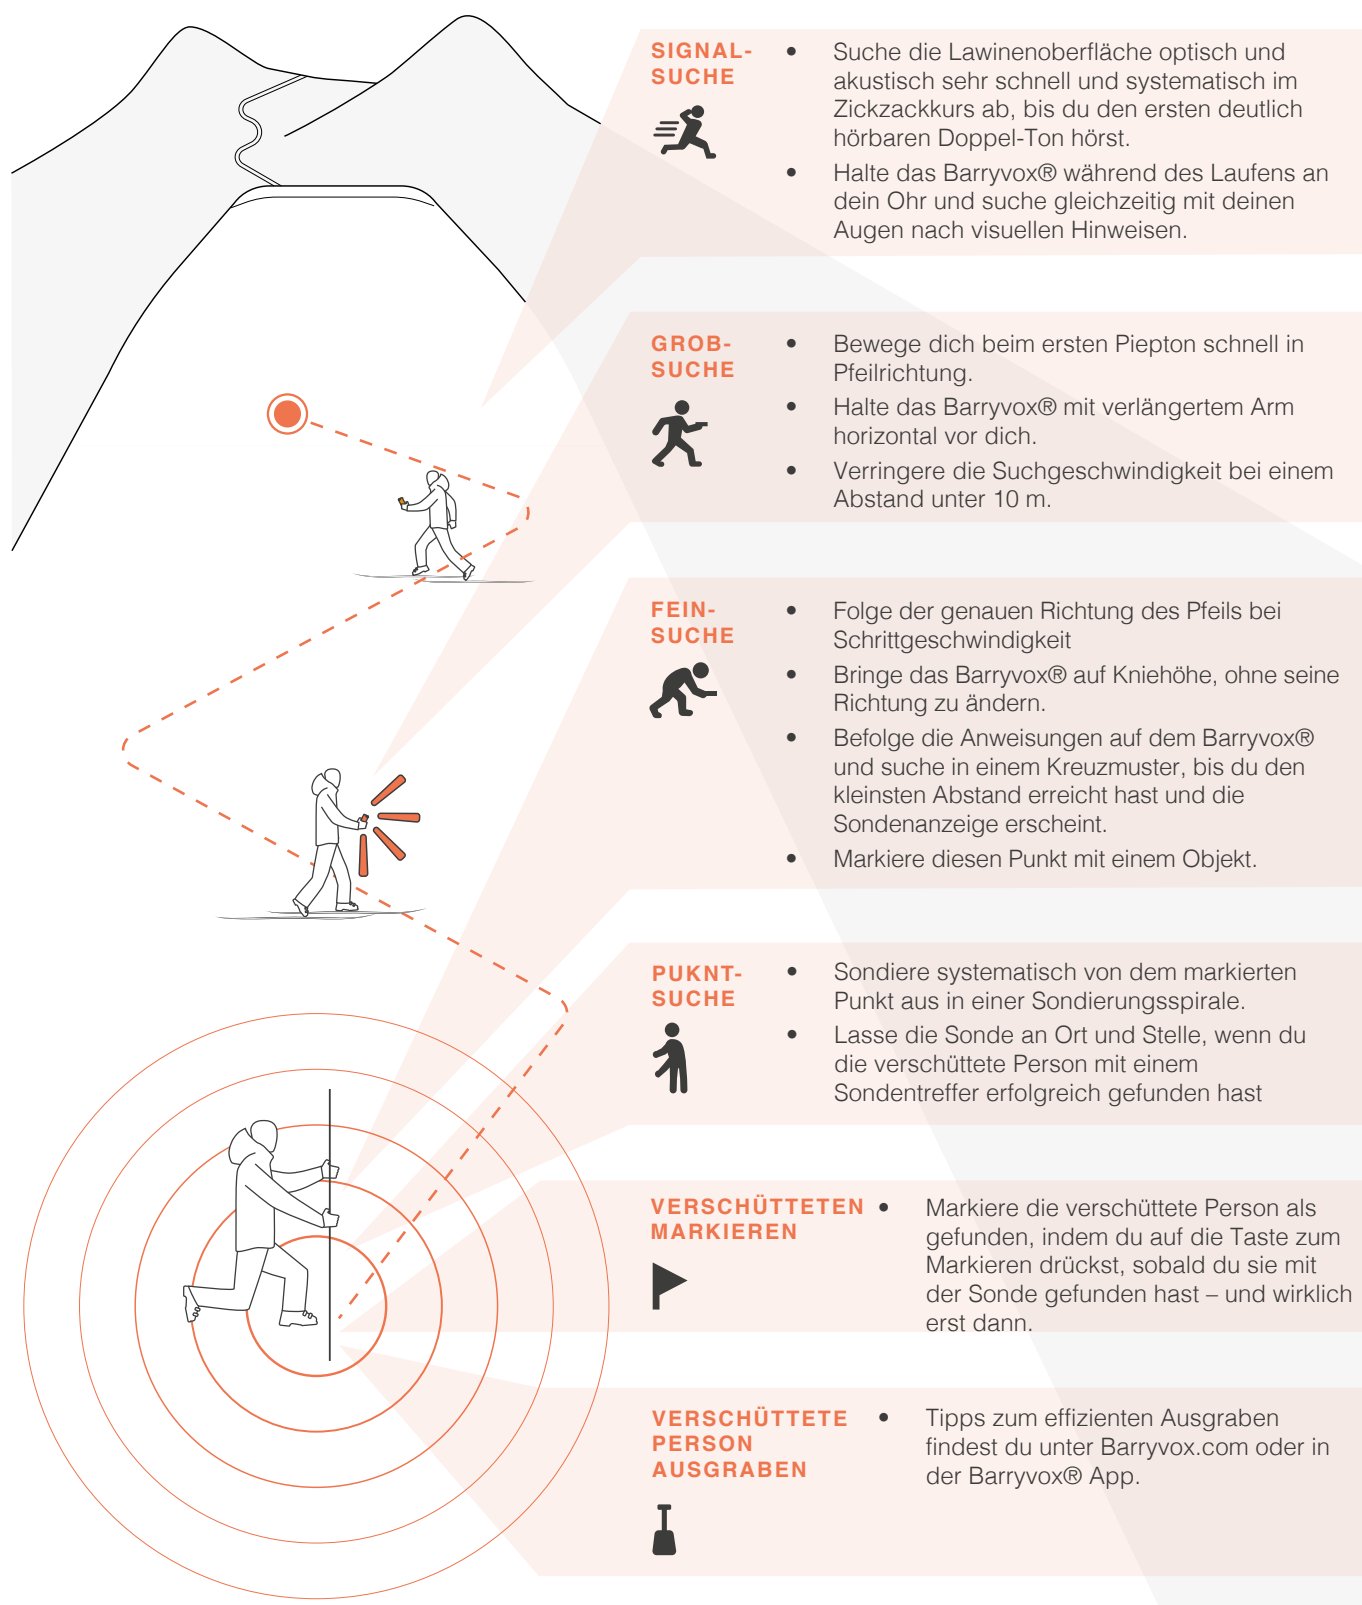 SIGNAL-
SUCHE
• Suche die Lawinenoberfläche optisch und
akustisch sehr schnell und systematisch im
Zickzackkurs ab, bis du den ersten deutlich
hörbaren Doppel-Ton hörst.
• Halte das Barryvox® während des Laufens an
dein Ohr und suche gleichzeitig mit deinen
Augen nach visuellen Hinweisen.
GROB-
SUCHE
• Bewege dich beim ersten Piepton schnell in
Pfeilrichtung.
• Halte das Barryvox® mit verlängertem Arm
horizontal vor dich.
• Verringere die Suchgeschwindigkeit bei einem
Abstand unter 10 m.
FEIN-
SUCHE
• Folge der genauen Richtung des Pfeils bei
Schrittgeschwindigkeit
• Bringe das Barryvox® auf Kniehöhe, ohne seine
Richtung zu ändern.
• Befolge die Anweisungen auf dem Barryvox®
und suche in einem Kreuzmuster, bis du den
kleinsten Abstand erreicht hast und die
Sondenanzeige erscheint.
• Markiere diesen Punkt mit einem Objekt.
PUKNT-
SUCHE
• Sondiere systematisch von dem markierten
Punkt aus in einer Sondierungsspirale.
• Lasse die Sonde an Ort und Stelle, wenn du
die verschüttete Person mit einem
Sondentreffer erfolgreich gefunden hast
VERSCHÜTTETEN
MARKIEREN
• Markiere die verschüttete Person als
gefunden, indem du auf die Taste zum
Markieren drückst, sobald du sie mit
der Sonde gefunden hast – und wirklich
erst dann.
VERSCHÜTTETE
PERSON
AUSGRABEN
• Tipps zum effizienten Ausgraben
findest du unter Barryvox.com oder in
der Barryvox® App.